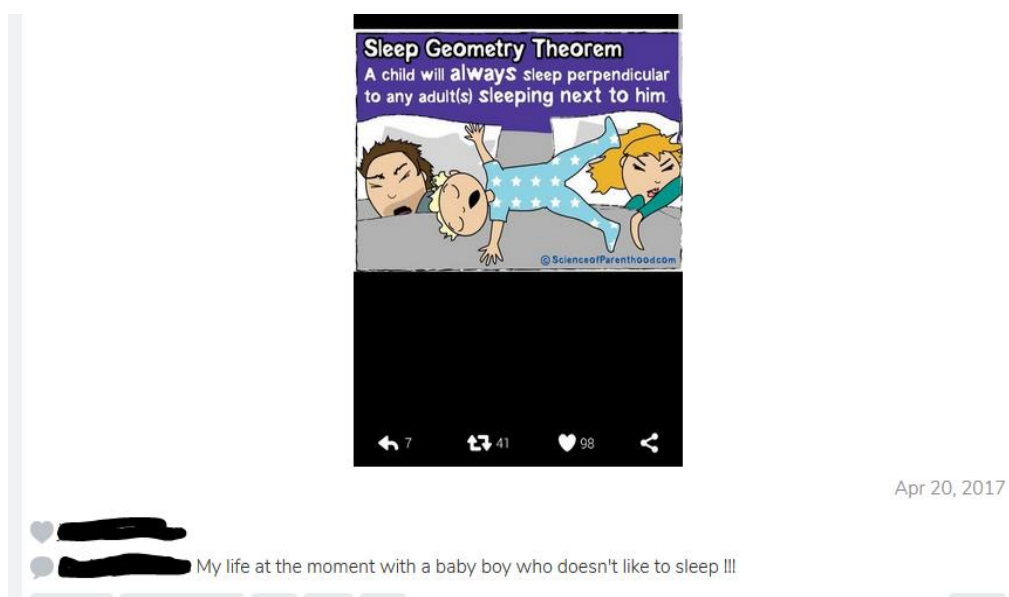 Sleep Geometry Theorem
A child will always sleep perpendicular
to any adult(s) sleeping next to him.
©ScienceofParenthood.com
7 41 98
Apr 20, 2017
My life at the moment with a baby boy who doesn't like to sleep !!!